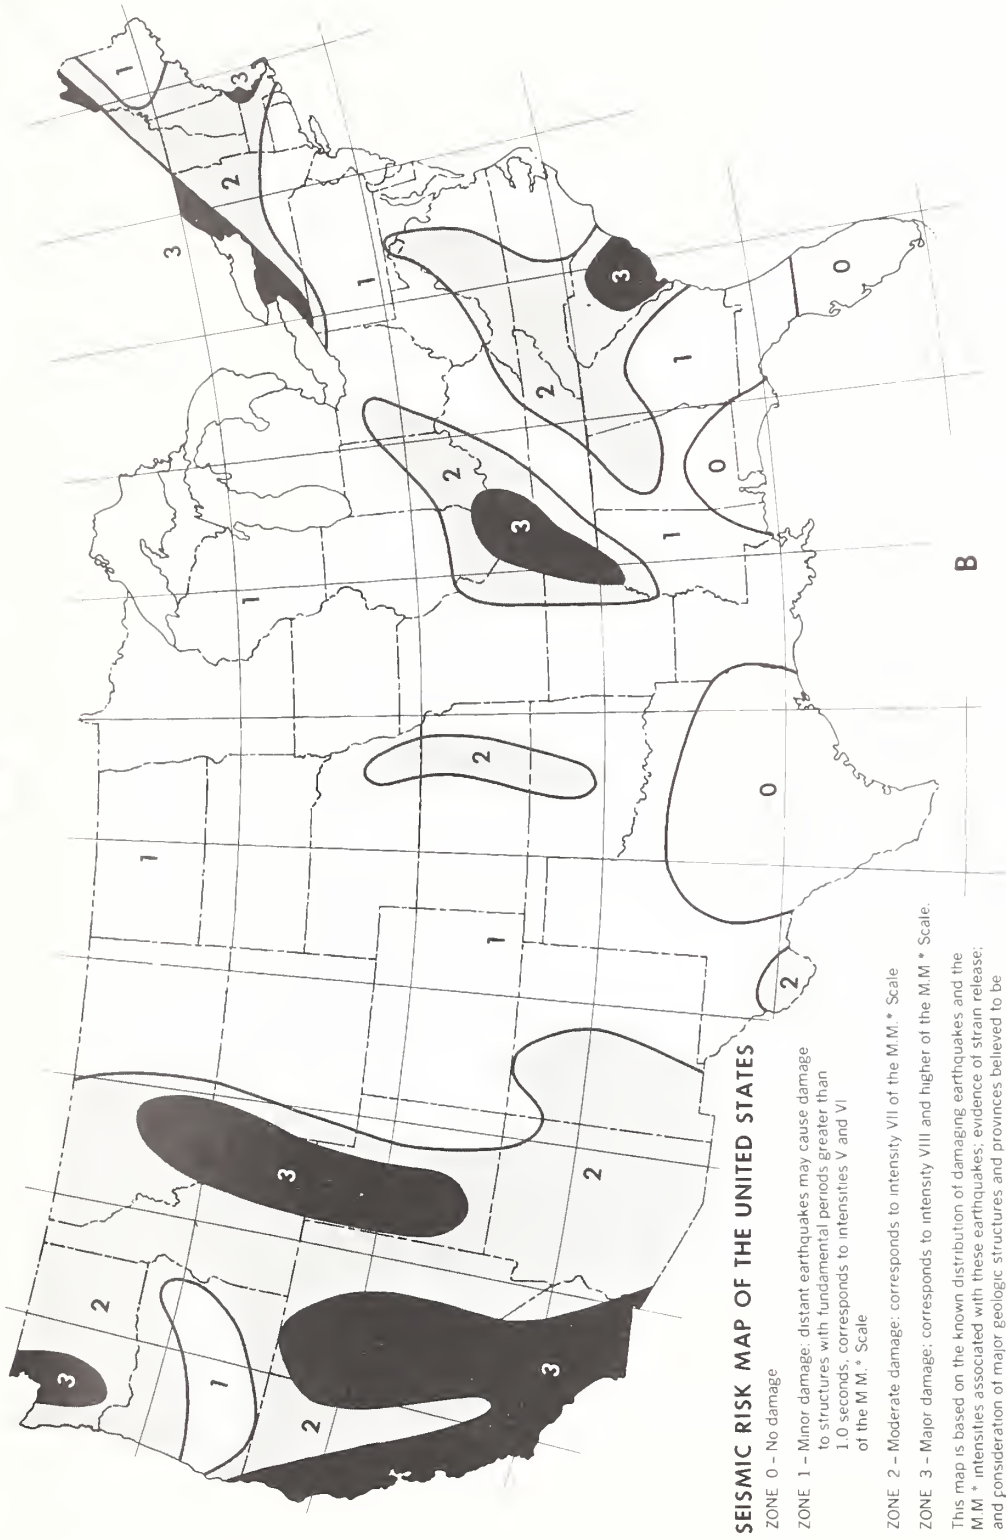 3
2
1
1
3
1
2
3
1
3
2
1
2
2
1
3
2
3
2
3
1
1
0
0
2
0
SEISMIC RISK MAP OF THE UNITED STATES
ZONE 0 – No damage
ZONE 1 – Minor damage: distant earthquakes may cause damage
to structures with fundamental periods greater than
1.0 seconds, corresponds to intensities V and VI
of the M M.* Scale
ZONE 2 – Moderate damage: corresponds to intensity VII of the M.M.* Scale
ZONE 3 – Major damage: corresponds to intensity VIII and higher of the M.M * Scale.
This map is based on the known distribution of damaging earthquakes and the
M.M * intensities associated with these earthquakes; evidence of strain release;
and consideration of major geologic structures and provinces believed to be
B